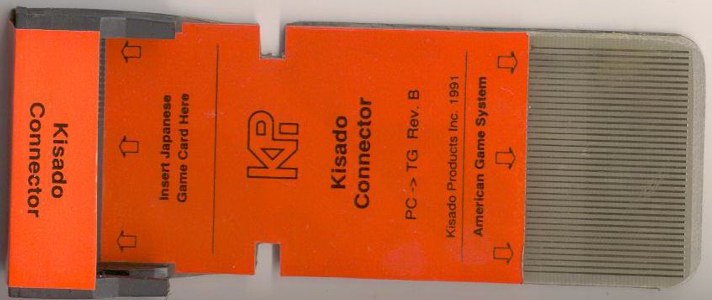 Kisado
Connector
Insert Japanese
Game Card Here
KP
Kisado
Connector
PC -> TG Rev. B
Kisado Products Inc. 1991
American Game System